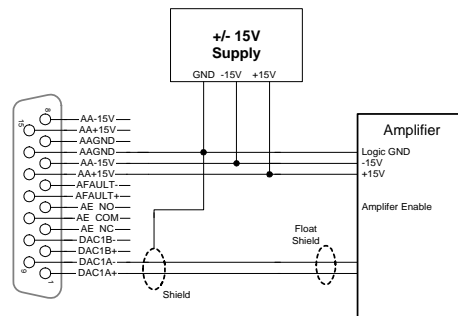 +/- 15V
Supply
GND -15V +15V
8
15
AA-15V
AA+15V
AAGND
AAGND
AA-15V
AA+15V
AFAULT-
AFAULT+
AE NO
AE COM
AE NC
DAC1B-
DAC1B+
DAC1A-
DAC1A+
9
1
Shield
Float
Shield
Amplifier
Logic GND
-15V
+15V
Amplifer Enable